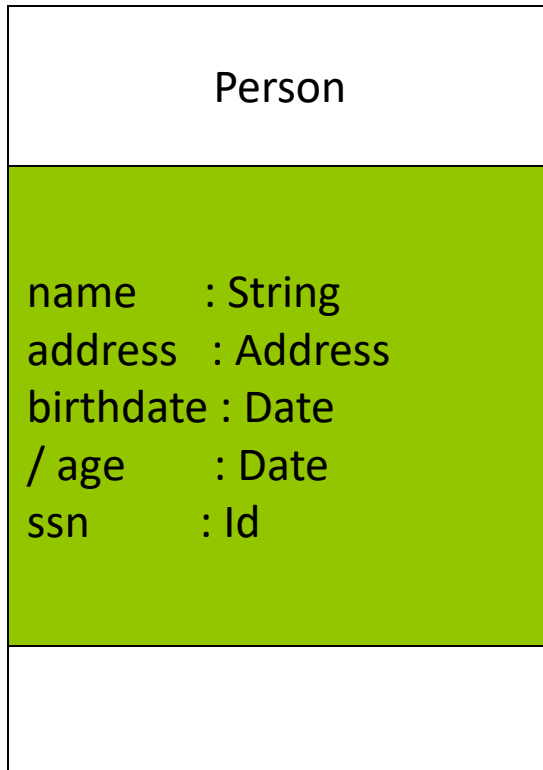 Person
name : String
address : Address
birthdate : Date
/ age : Date
ssn : Id